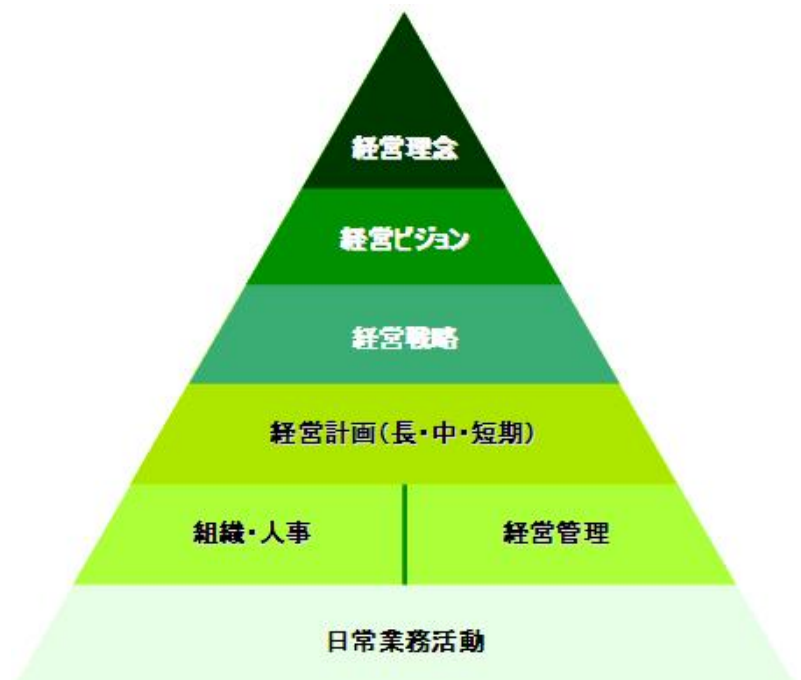 経営理念
経営ビジョン
経営戦略
経営計画(長・中・短期)
組織・人事
経営管理
日常業務活動